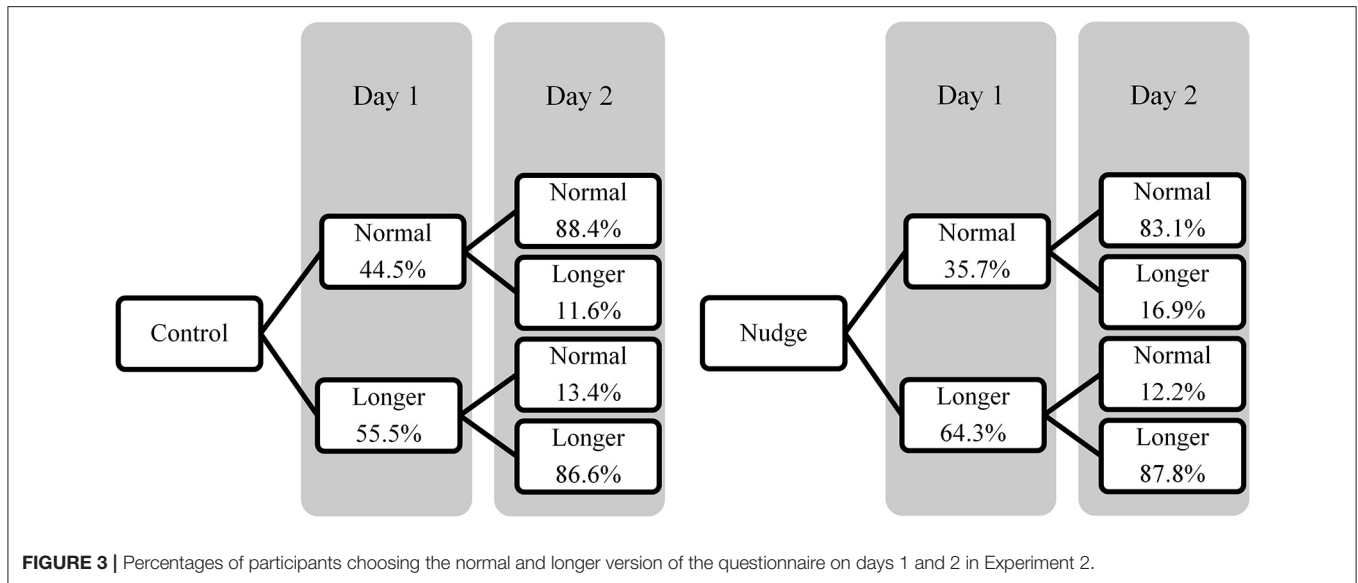 Day 1
Day 2
Control
Normal
44.5%
Longer
55.5%
Normal
88.4%
Longer
11.6%
Normal
13.4%
Longer
86.6%
Day 1
Day 2
Nudge
Normal
35.7%
Longer
64.3%
Normal
83.1%
Longer
16.9%
Normal
12.2%
Longer
87.8%
FIGURE 3 | Percentages of participants choosing the normal and longer version of the questionnaire on days 1 and 2 in Experiment 2.